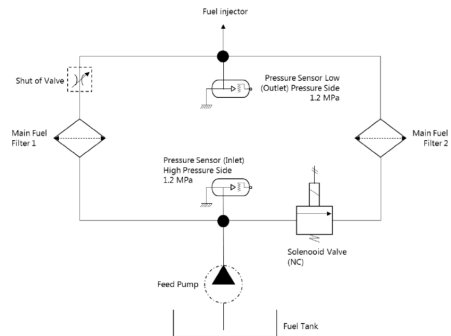 Fuel injector
Shut of Valve
Pressure Sensor Low
(Outlet) Pressure Side
1.2 MPa
Main Fuel
Filter 1
Main Fuel
Filter 2
Pressure Sensor (Inlet)
High Pressure Side
1.2 MPa
Solenooid Valve
(NC)
Feed Pump
Fuel Tank